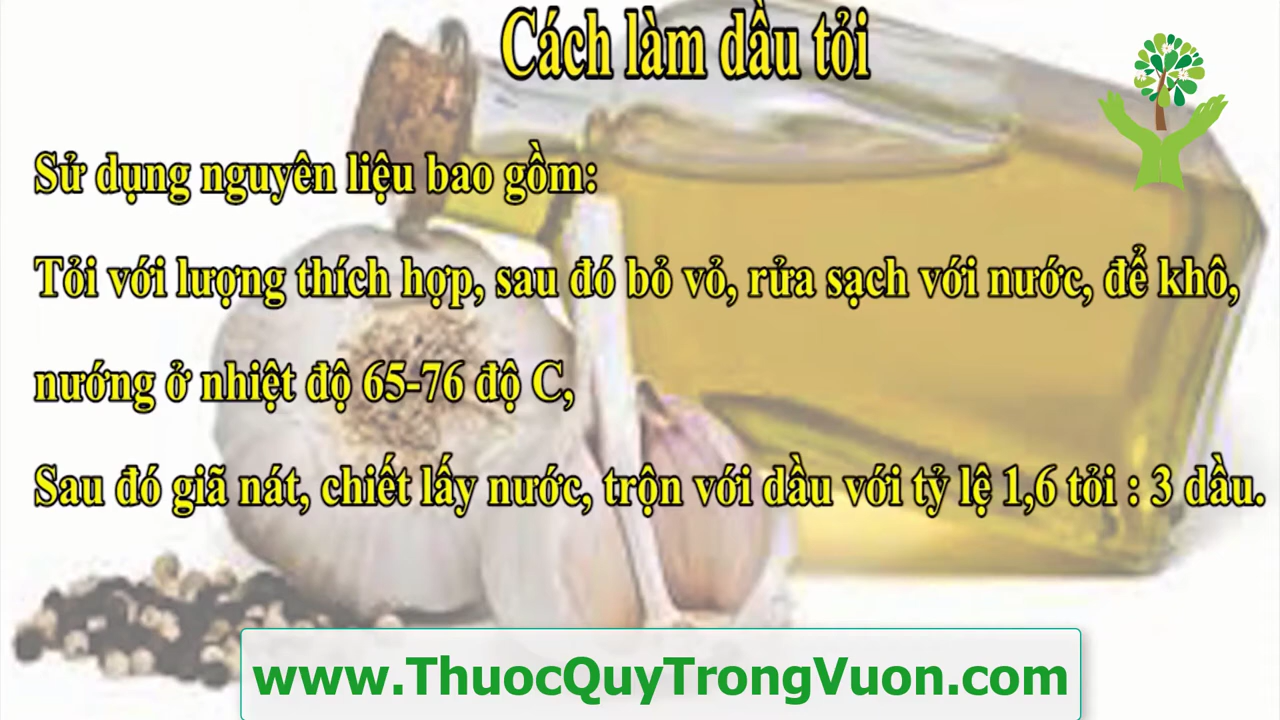 Cách làm dầu tỏi
Sử dụng nguyên liệu bao gồm:
Tỏi với lượng thích hợp, sau đó bỏ vỏ, rửa sạch với nước, để khô,
nướng ở nhiệt độ 65-76 độ C,
Sau đó giã nát, chiết lấy nước, trộn với dầu với tỷ lệ 1,6 tỏi : 3 dầu.
www.ThuocQuyTrongVuon.com